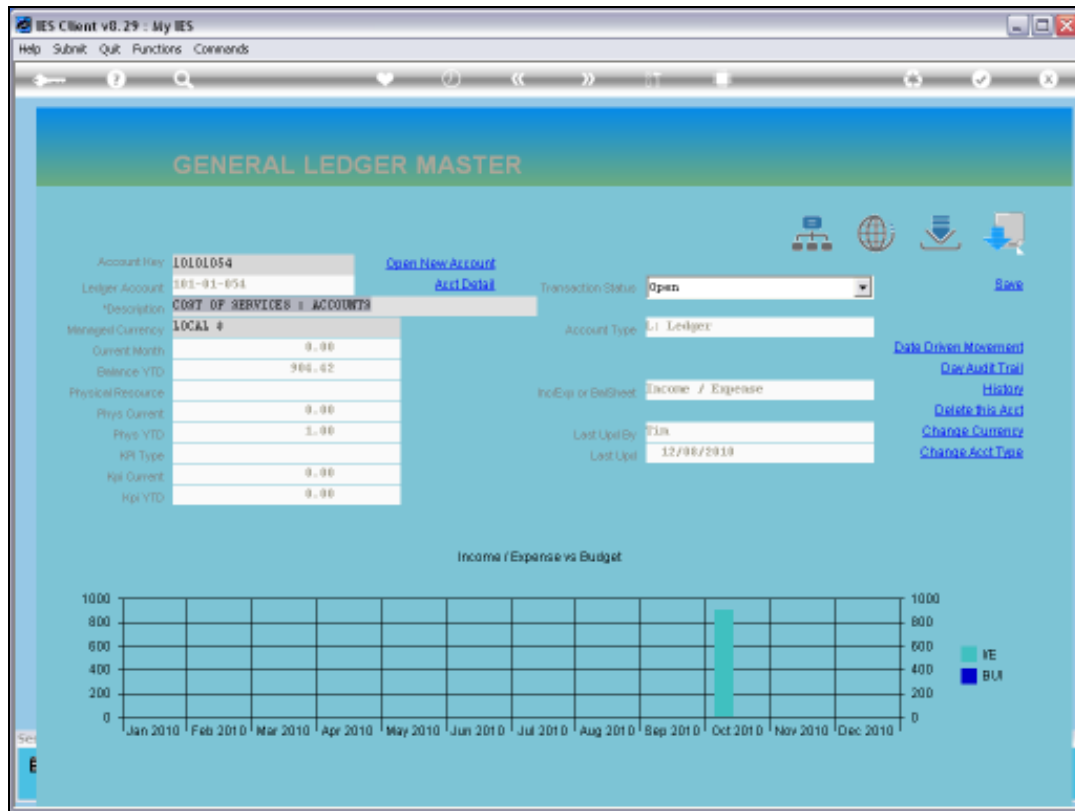 IES Client v8.29 : My IES
Help Submit Quit Functions Commands
GENERAL LEDGER MASTER
Account Key 10101054 Open New Account
Ledger Account 101-01-054 Acct Detail Transaction Status Open Save
*Description COST OF SERVICES : ACCOUNTS
Managed Currency LOCAL # Account Type L: Ledger
Current Month 0.00 Date Driven Movement
Balance YTD 904.42 Day Audit Trail
Physical Resource Inc/Exp or BalSheet Income / Expense History
Phys Current 0.00 Delete this Acct
Phys YTD 1.00 Last Upd By Tim Change Currency
KPI Type Last Upd 12/08/2010 Change Acct Type
Kpi Current 0.00
Kpi YTD 0.00
Income / Expense vs Budget
1000 1000
800 800
600 600
I/E
400 400
BUI
200 200
0 0
Jan 2010 Feb 2010 Mar 2010 Apr 2010 May 2010 Jun 2010 Jul 2010 Aug 2010 Sep 2010 Oct 2010 Nov 2010 Dec 2010